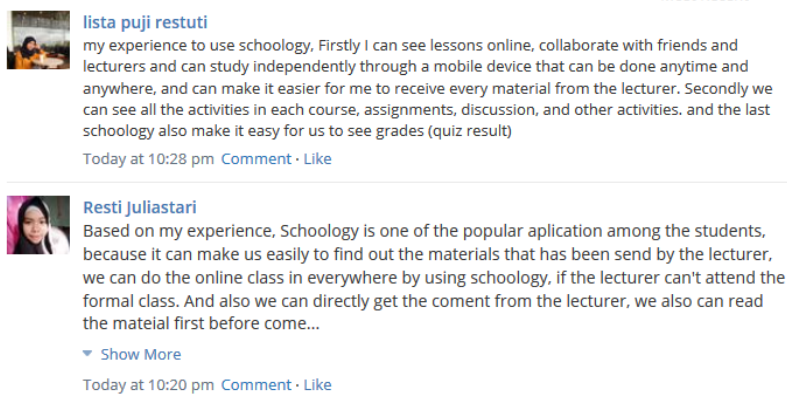 lista puji restuti
my experience to use schoology, Firstly I can see lessons online, collaborate with friends and
lecturers and can study independently through a mobile device that can be done anytime and
anywhere, and can make it easier for me to receive every material from the lecturer. Secondly we
can see all the activities in each course, assignments, discussion, and other activities. and the last
schoology also make it easy for us to see grades (quiz result)
Today at 10:28 pm Comment · Like
Resti Juliastari
Based on my experience, Schoology is one of the popular aplication among the students,
because it can make us easily to find out the materials that has been send by the lecturer,
we can do the online class in everywhere by using schoology, if the lecturer can't attend the
formal class. And also we can directly get the coment from the lecturer, we also can read
the mateial first before come...
Show More
Today at 10:20 pm Comment · Like